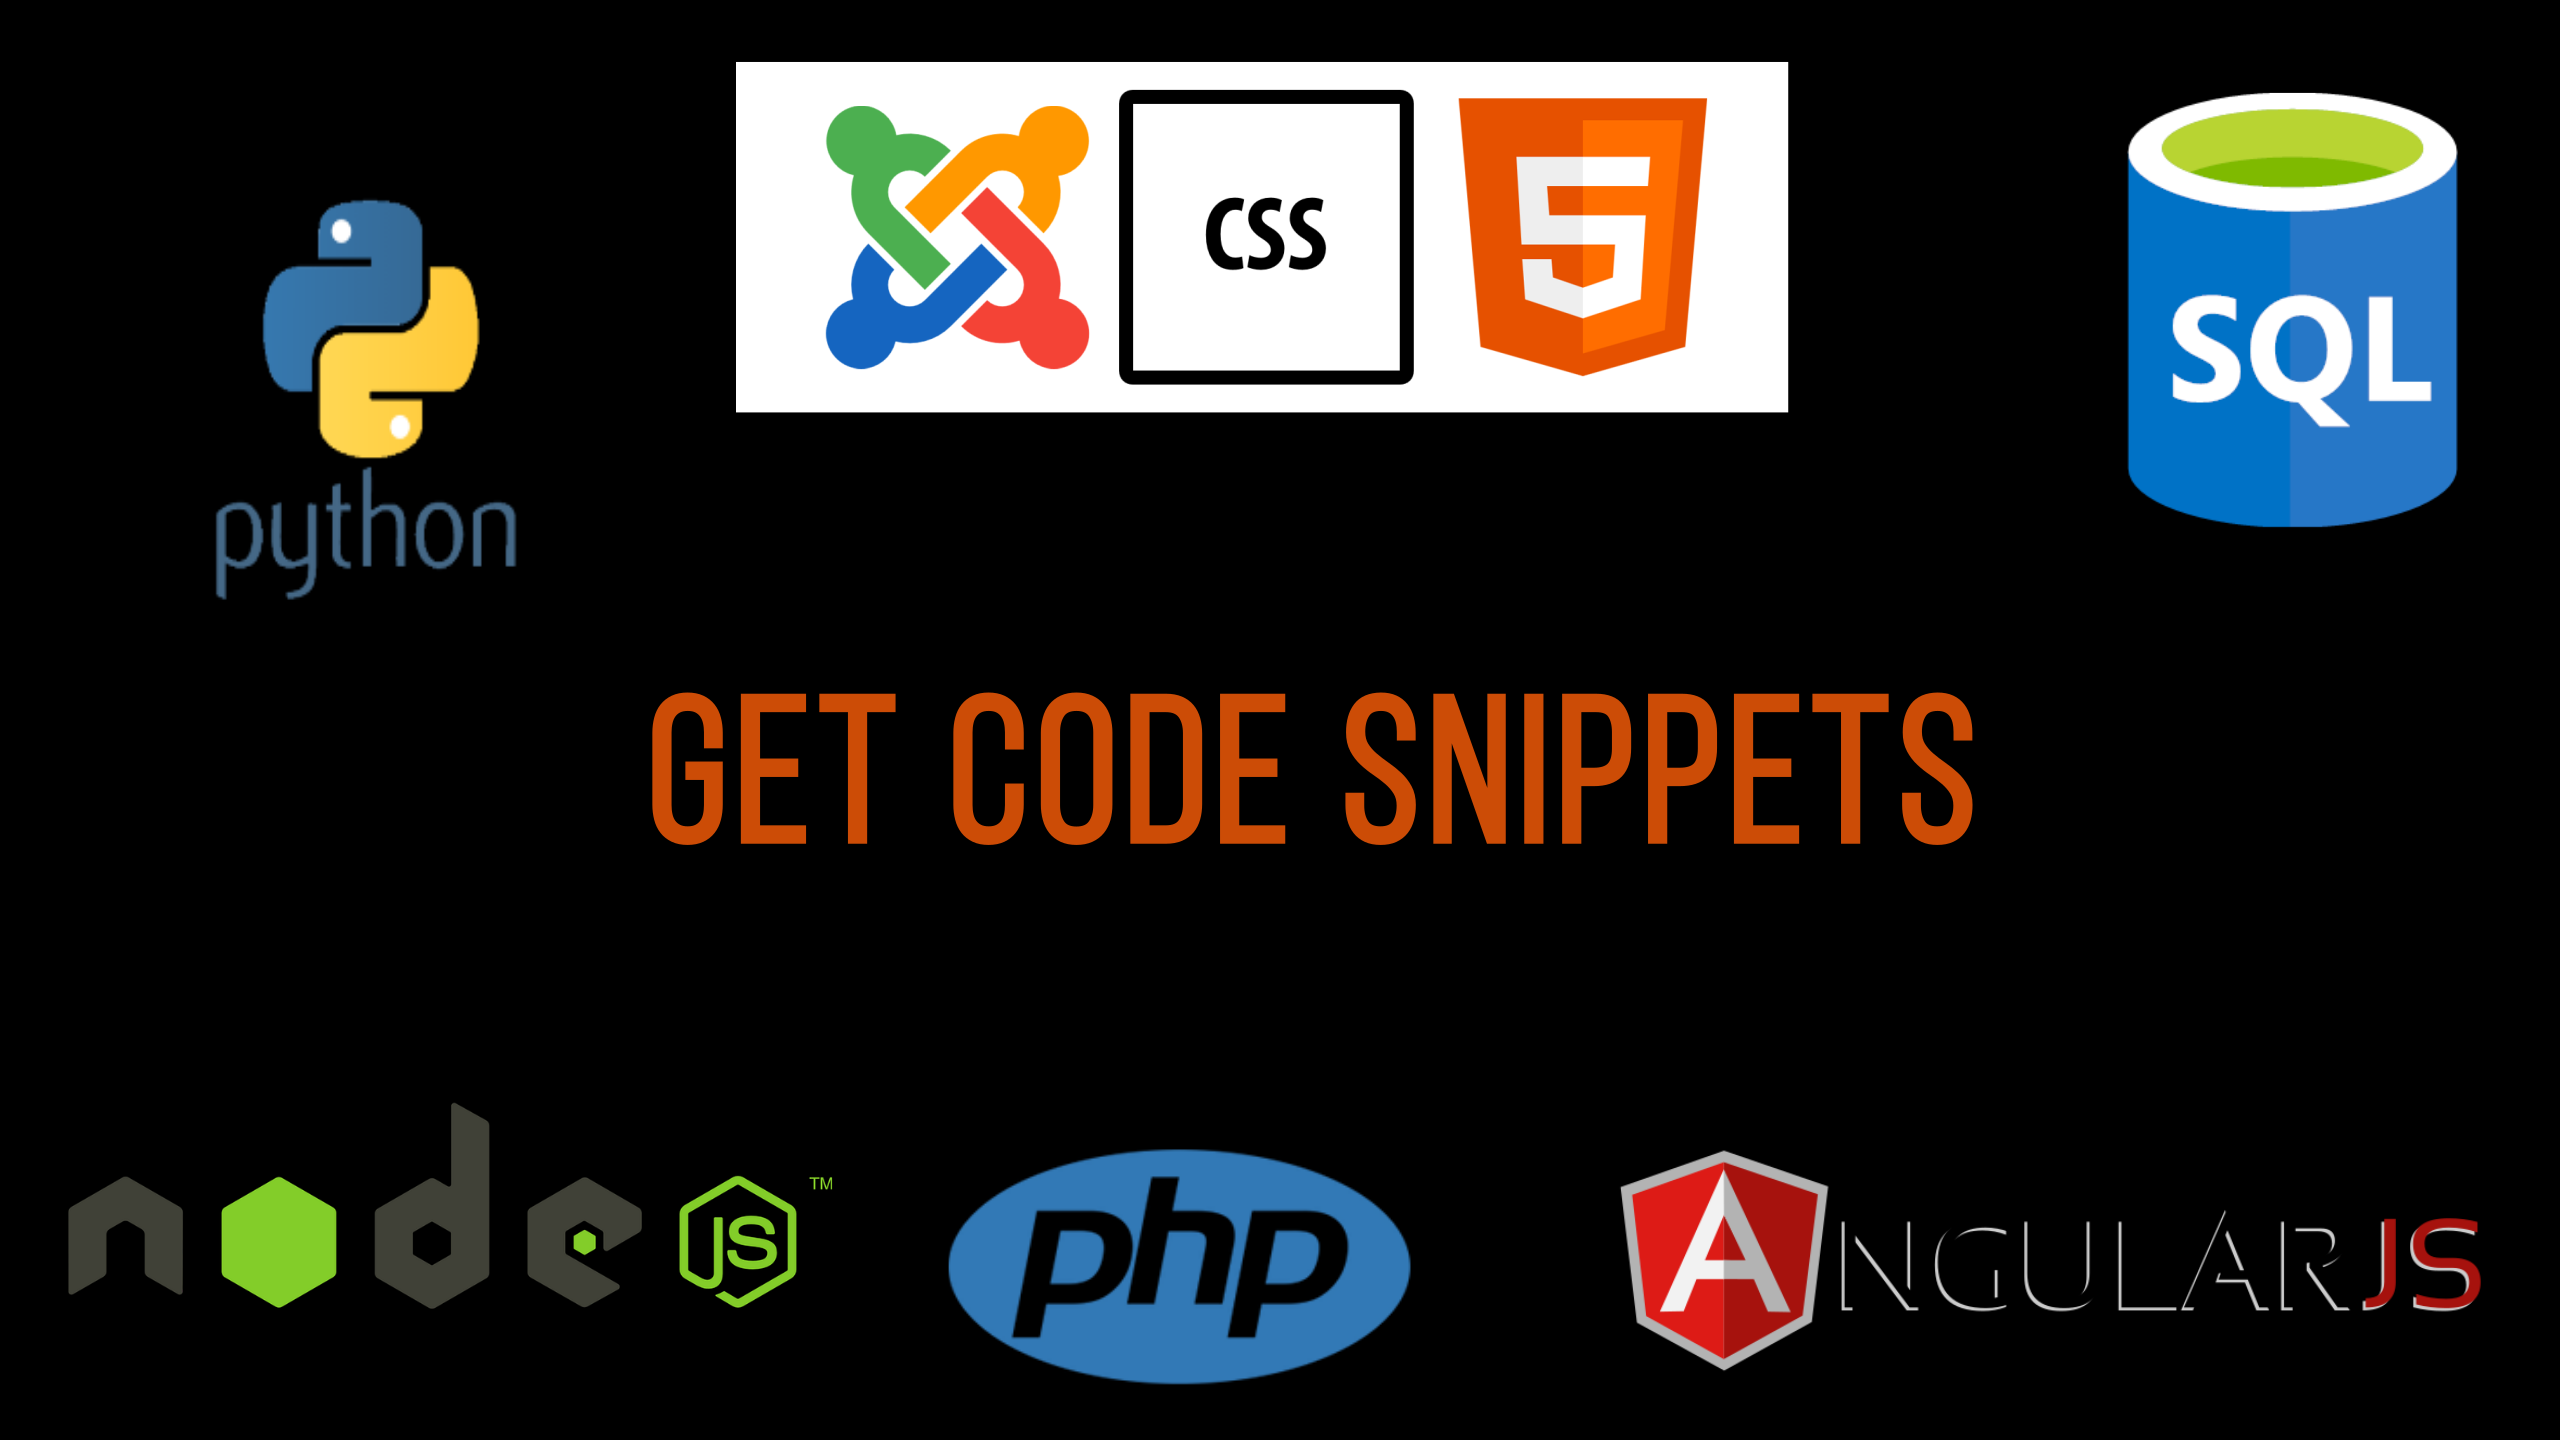 css
SQL
python
GET CODE SNIPPETS
node
JS
TM
php
ANGULARJS